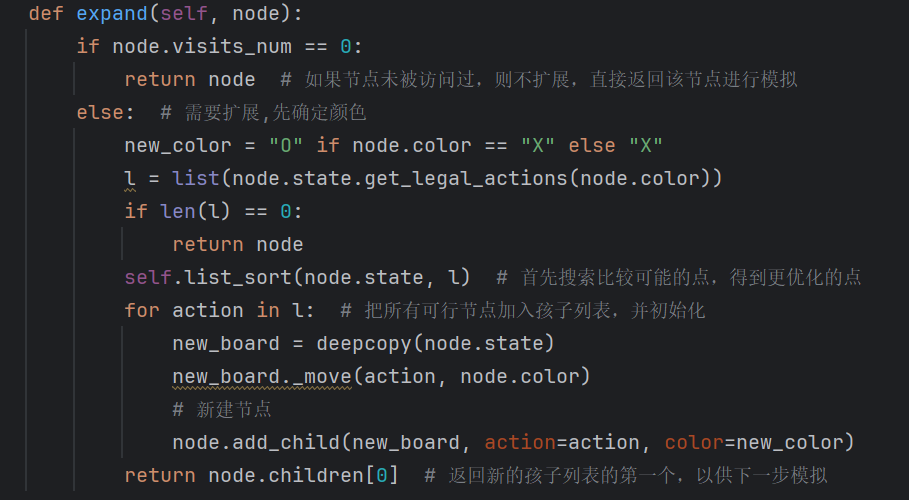 def expand(self, node):
    if node.visits_num == 0:
        return node  # 如果节点未被访问过，则不扩展，直接返回该节点进行模拟
    else:  # 需要扩展,先确定颜色
        new_color = "O" if node.color == "X" else "X"
        l = list(node.state.get_legal_actions(node.color))
        if len(l) == 0:
            return node
        self.list_sort(node.state, l)  # 首先搜索比较可能的点，得到更优化的点
        for action in l:  # 把所有可行节点加入孩子列表，并初始化
            new_board = deepcopy(node.state)
            new_board._move(action, node.color)
            # 新建节点
            node.add_child(new_board, action=action, color=new_color)
        return node.children[0]  # 返回新的孩子列表的第一个，以供下一步模拟